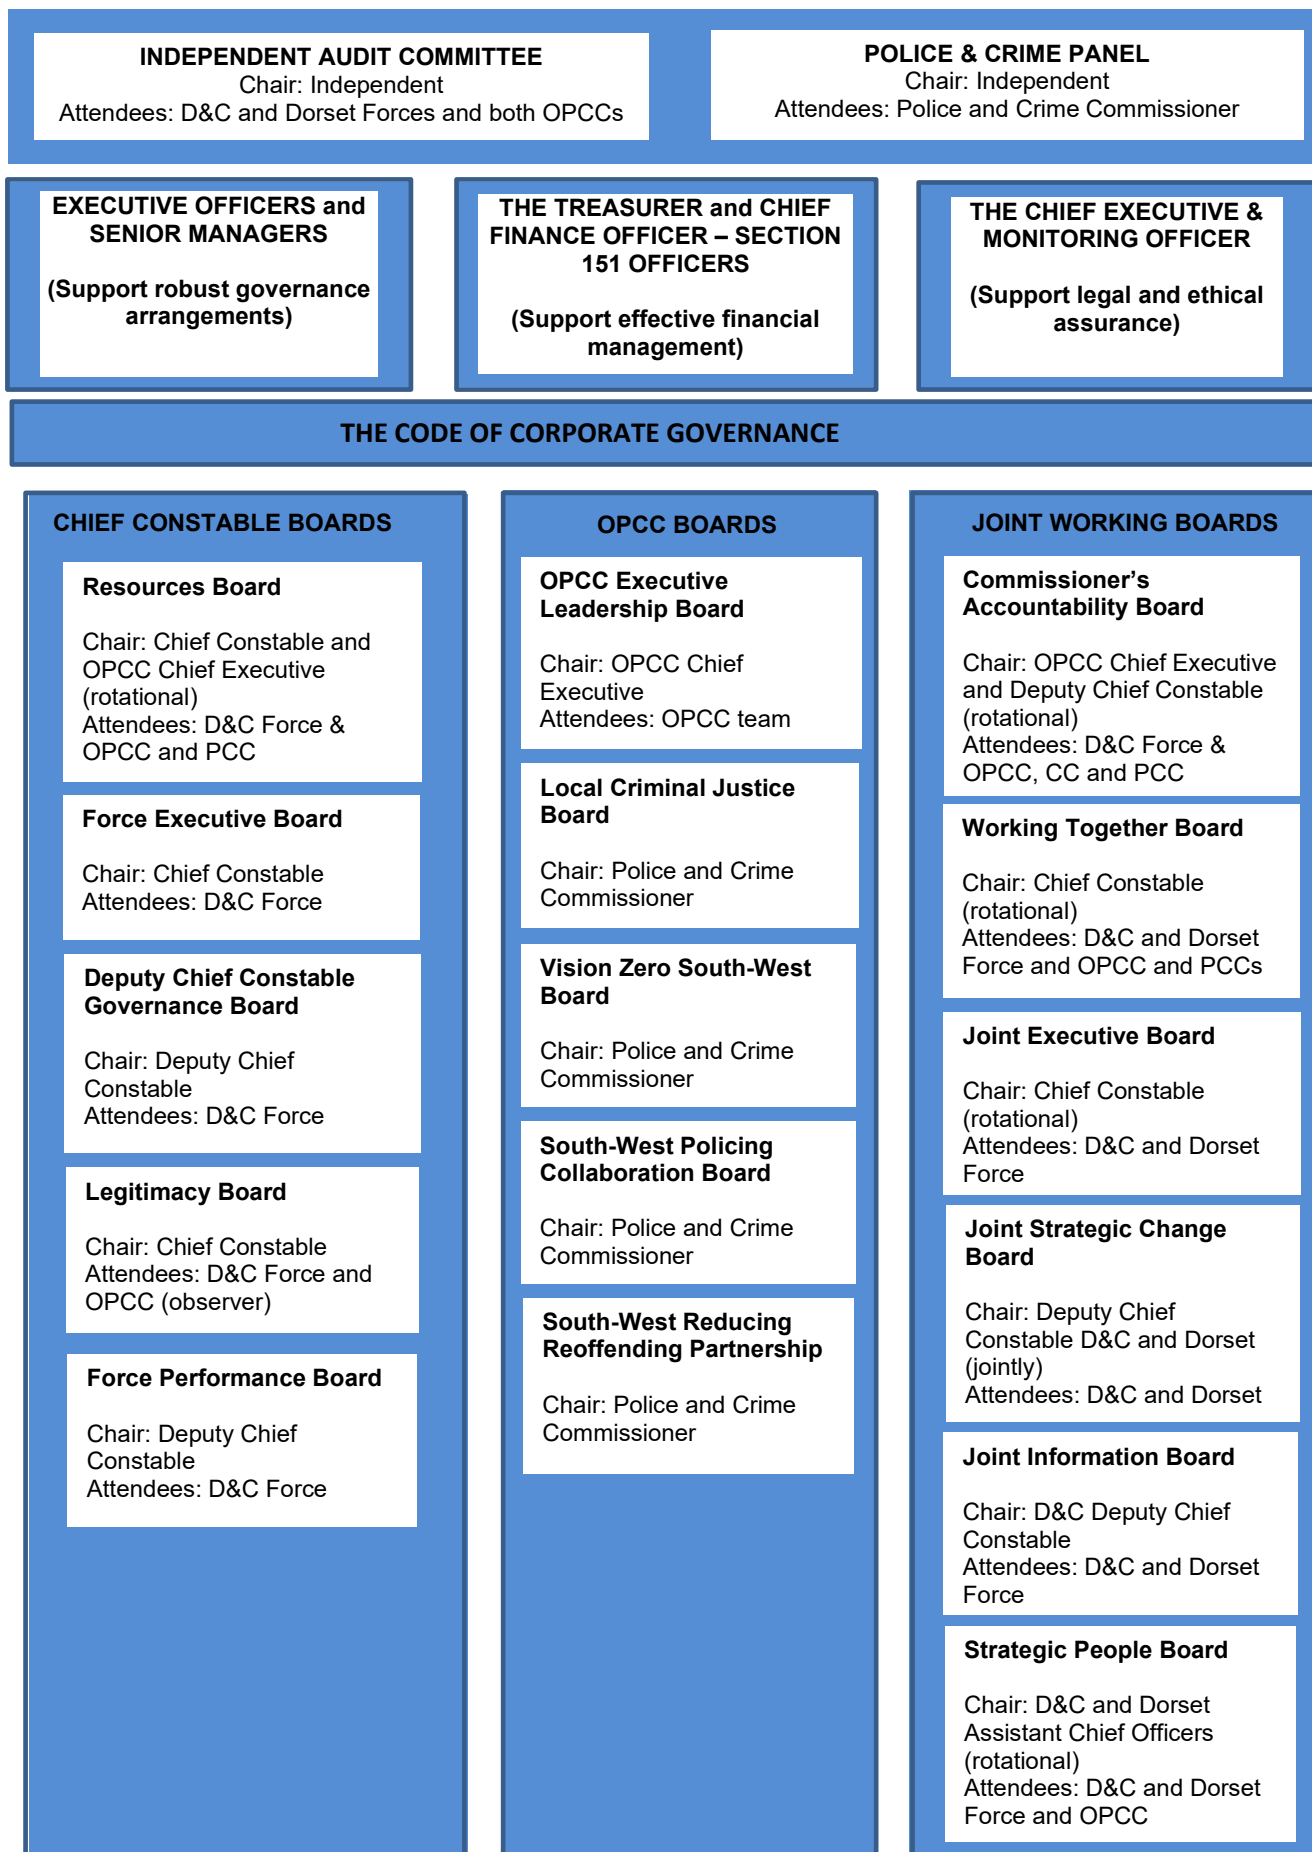 INDEPENDENT AUDIT COMMITTEE
Chair: Independent
Attendees: D&C and Dorset Forces and both OPCCs
POLICE & CRIME PANEL
Chair: Independent
Attendees: Police and Crime Commissioner
EXECUTIVE OFFICERS and
SENIOR MANAGERS
(Support robust governance
arrangements)
THE TREASURER and CHIEF
FINANCE OFFICER – SECTION
151 OFFICERS
(Support effective financial
management)
THE CHIEF EXECUTIVE &
MONITORING OFFICER
(Support legal and ethical
assurance)
THE CODE OF CORPORATE GOVERNANCE
CHIEF CONSTABLE BOARDS
Resources Board
Chair: Chief Constable and
OPCC Chief Executive
(rotational)
Attendees: D&C Force &
OPCC and PCC
Force Executive Board
Chair: Chief Constable
Attendees: D&C Force
Deputy Chief Constable
Governance Board
Chair: Deputy Chief
Constable
Attendees: D&C Force
Legitimacy Board
Chair: Chief Constable
Attendees: D&C Force and
OPCC (observer)
Force Performance Board
Chair: Deputy Chief
Constable
Attendees: D&C Force
OPCC BOARDS
OPCC Executive
Leadership Board
Chair: OPCC Chief
Executive
Attendees: OPCC team
Local Criminal Justice
Board
Chair: Police and Crime
Commissioner
Vision Zero South-West
Board
Chair: Police and Crime
Commissioner
South-West Policing
Collaboration Board
Chair: Police and Crime
Commissioner
South-West Reducing
Reoffending Partnership
Chair: Police and Crime
Commissioner
JOINT WORKING BOARDS
Commissioner’s
Accountability Board
Chair: OPCC Chief Executive
and Deputy Chief Constable
(rotational)
Attendees: D&C Force &
OPCC, CC and PCC
Working Together Board
Chair: Chief Constable
(rotational)
Attendees: D&C and Dorset
Force and OPCC and PCCs
Joint Executive Board
Chair: Chief Constable
(rotational)
Attendees: D&C and Dorset
Force
Joint Strategic Change
Board
Chair: Deputy Chief
Constable D&C and Dorset
(jointly)
Attendees: D&C and Dorset
Joint Information Board
Chair: D&C Deputy Chief
Constable
Attendees: D&C and Dorset
Force
Strategic People Board
Chair: D&C and Dorset
Assistant Chief Officers
(rotational)
Attendees: D&C and Dorset
Force and OPCC